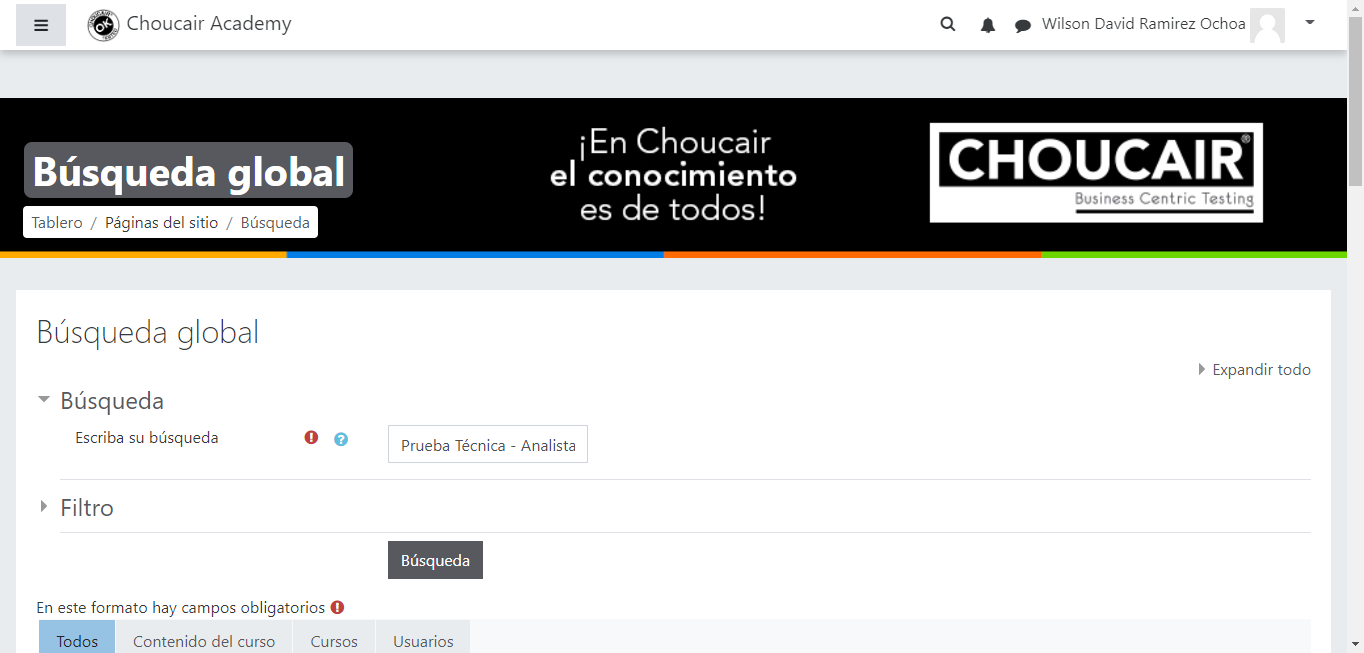 Choucair Academy
Wilson David Ramirez Ochoa
Búsqueda global
Tablero / Páginas del sitio / Búsqueda
¡En Choucair
el conocimiento
es de todos!
CHOUCAIR®
Business Centric Testing
Búsqueda global
Expandir todo
Búsqueda
Escriba su búsqueda
Prueba Técnica - Analista
Filtro
Búsqueda
En este formato hay campos obligatorios
Todos Contenido del curso Cursos Usuarios